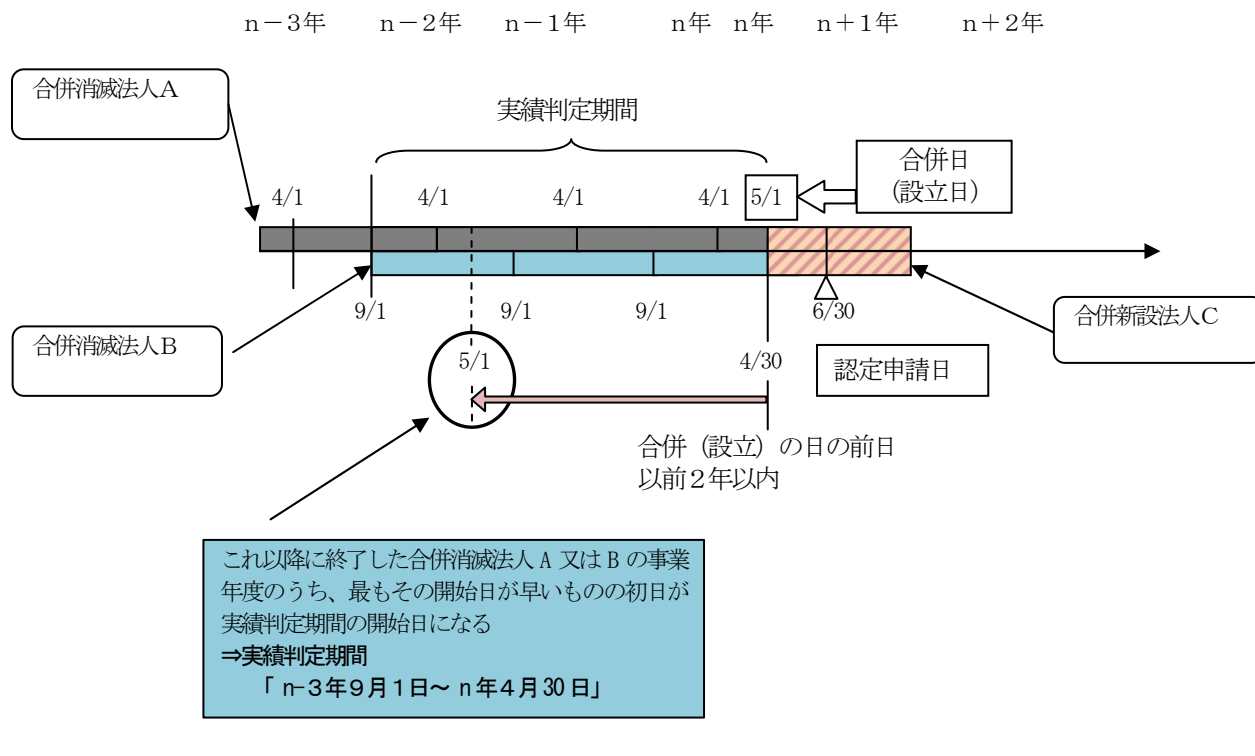 n－3年 n－2年 n－1年 n年 n年 n＋1年 n＋2年
合併消滅法人A
実績判定期間
合併日
（設立日）
4/1 4/1 4/1 4/1 5/1
9/1 9/1 9/1 6/30
合併消滅法人B
合併新設法人C
5/1 4/30
認定申請日
合併（設立）の日の前日
以前２年以内
これ以降に終了した合併消滅法人 A 又は B の事業
年度のうち、最もその開始日が早いものの初日が
実績判定期間の開始日になる
⇒実績判定期間
「 n-３年９月１日～ n 年４月 30 日」